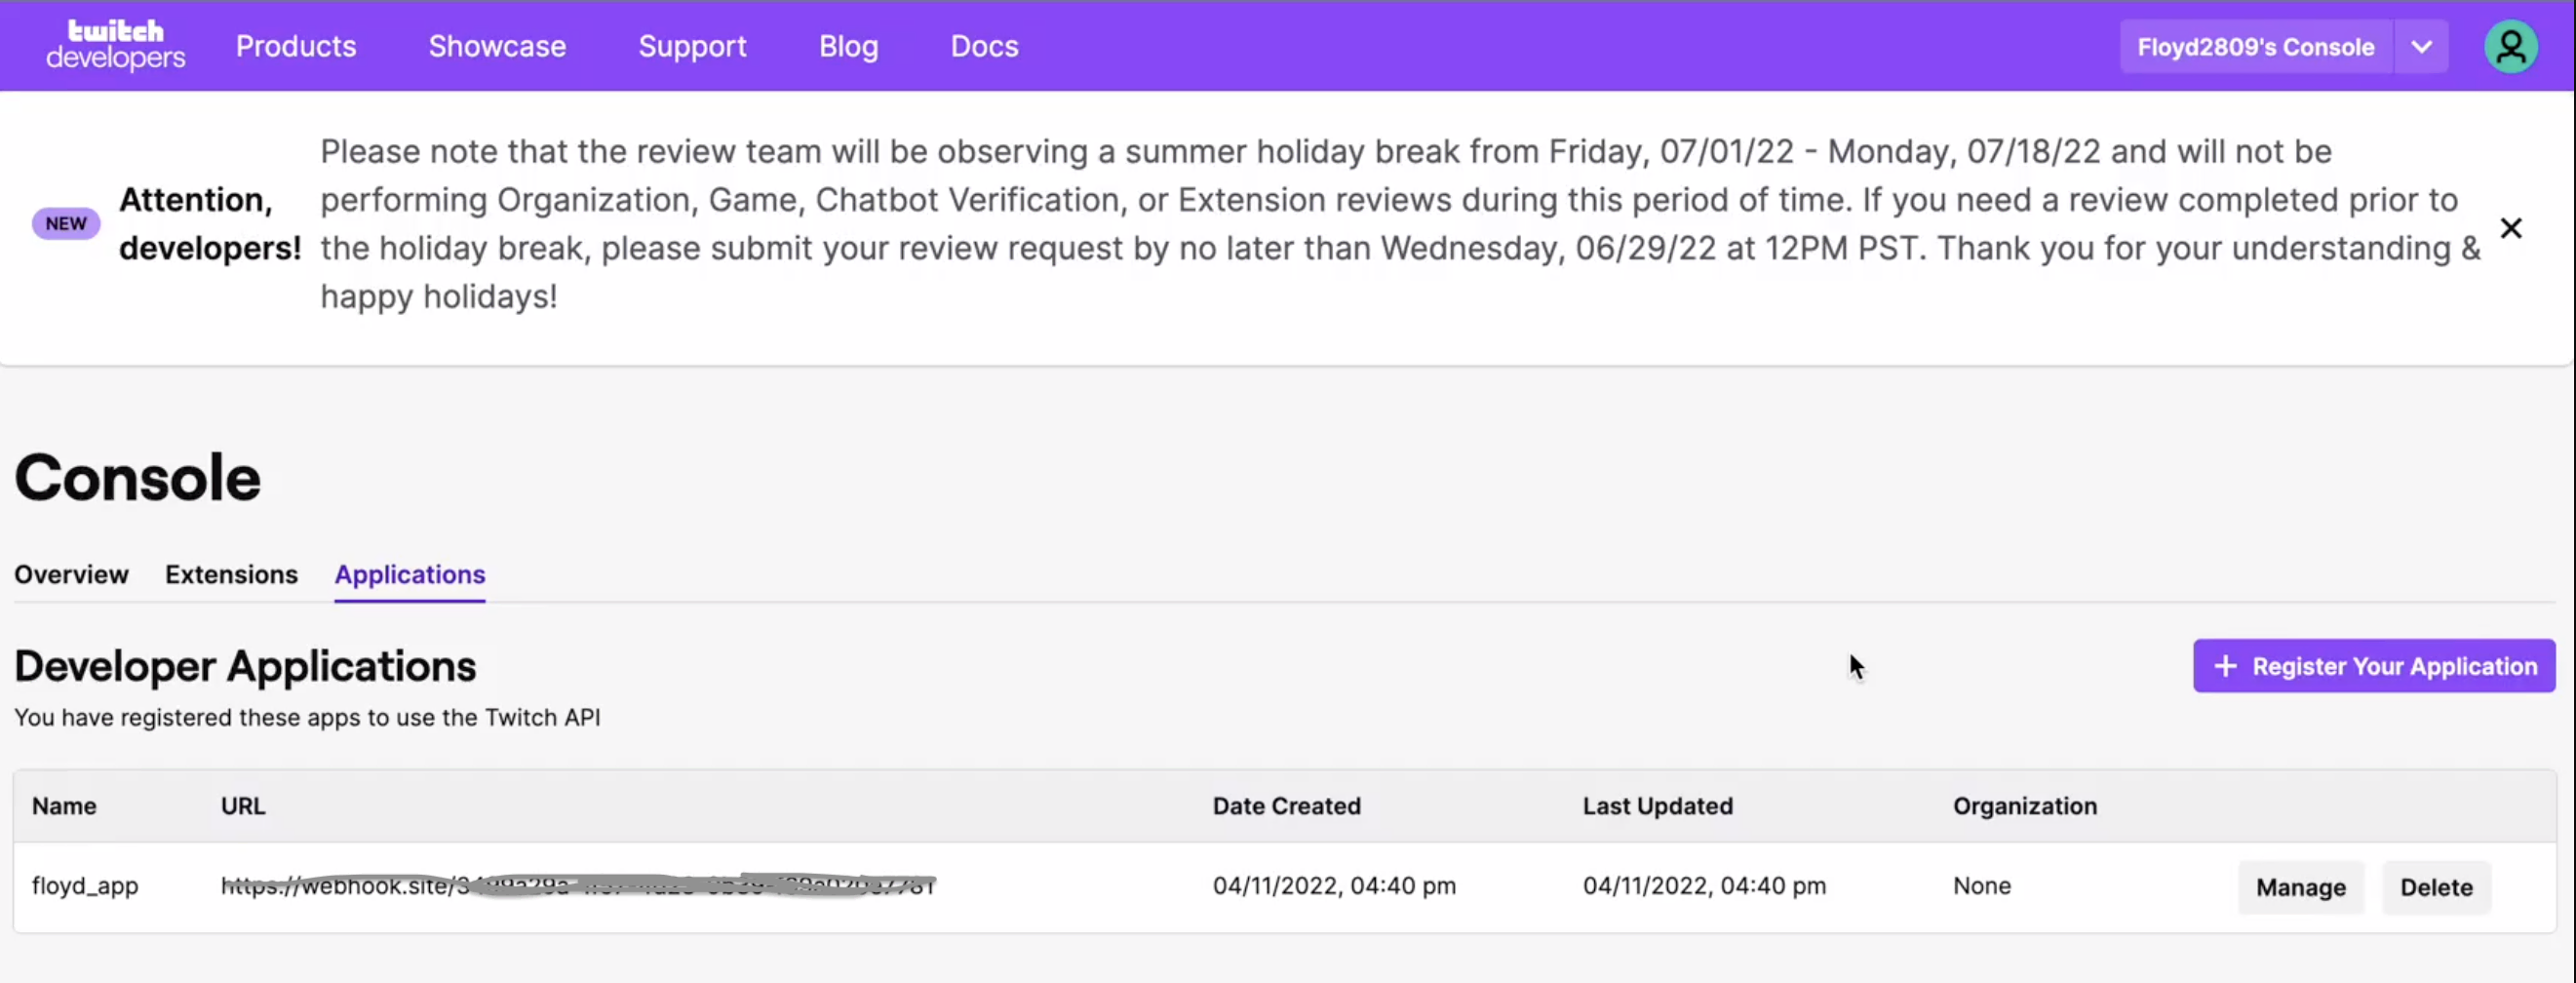 twitch
developers
Products
Showcase
Support
Blog
Docs
Floyd2809's Console
NEW
Attention,
developers!
Please note that the review team will be observing a summer holiday break from Friday, 07/01/22 - Monday, 07/18/22 and will not be
performing Organization, Game, Chatbot Verification, or Extension reviews during this period of time. If you need a review completed prior to
the holiday break, please submit your review request by no later than Wednesday, 06/29/22 at 12PM PST. Thank you for your understanding &
happy holidays!
Console
Overview Extensions Applications
Developer Applications
+ Register Your Application
You have registered these apps to use the Twitch API
Name URL Date Created Last Updated Organization
floyd_app https://webhook.site/ 04/11/2022, 04:40 pm 04/11/2022, 04:40 pm None Manage Delete